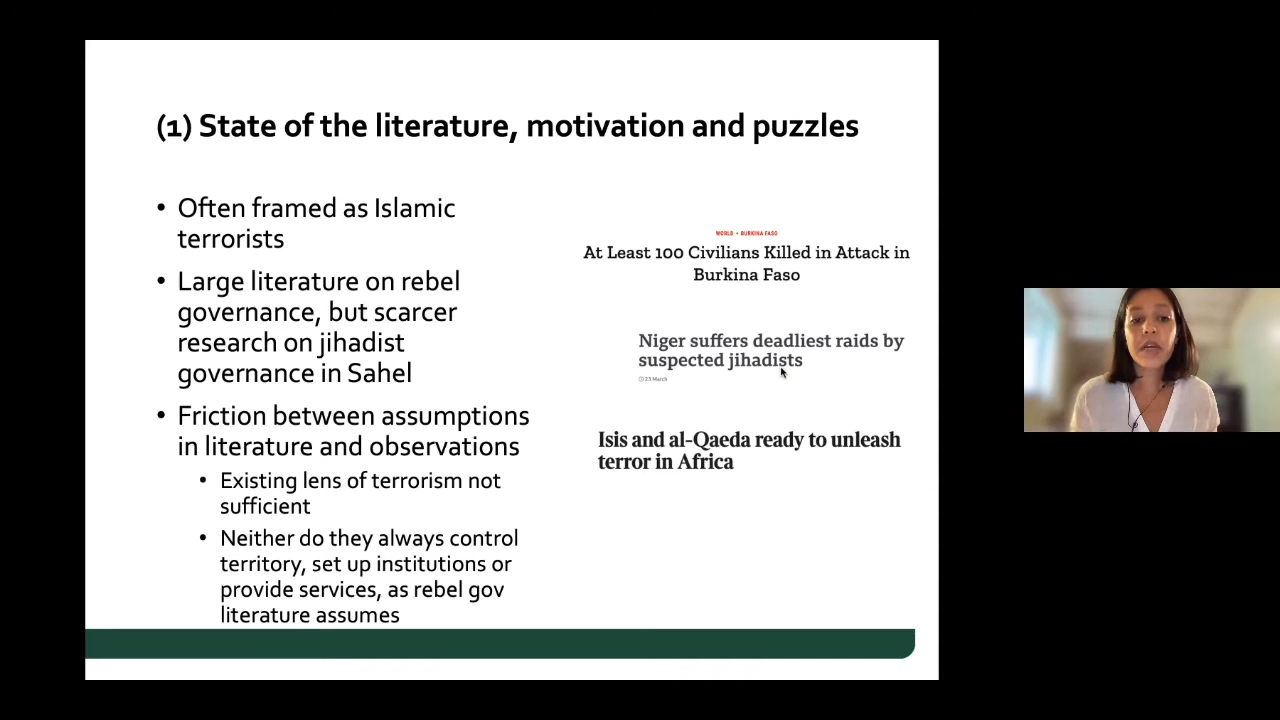 (1) State of the literature, motivation and puzzles
• Often framed as Islamic
terrorists
• Large literature on rebel
governance, but scarcer
research on jihadist
governance in Sahel
• Friction between assumptions
in literature and observations
• Existing lens of terrorism not
sufficient
• Neither do they always control
territory, set up institutions or
provide services, as rebel gov
literature assumes
WORLD • BURKINA FASO
At Least 100 Civilians Killed in Attack in
Burkina Faso
Niger suffers deadliest raids by
suspected jihadists
23 March
Isis and al-Qaeda ready to unleash
terror in Africa